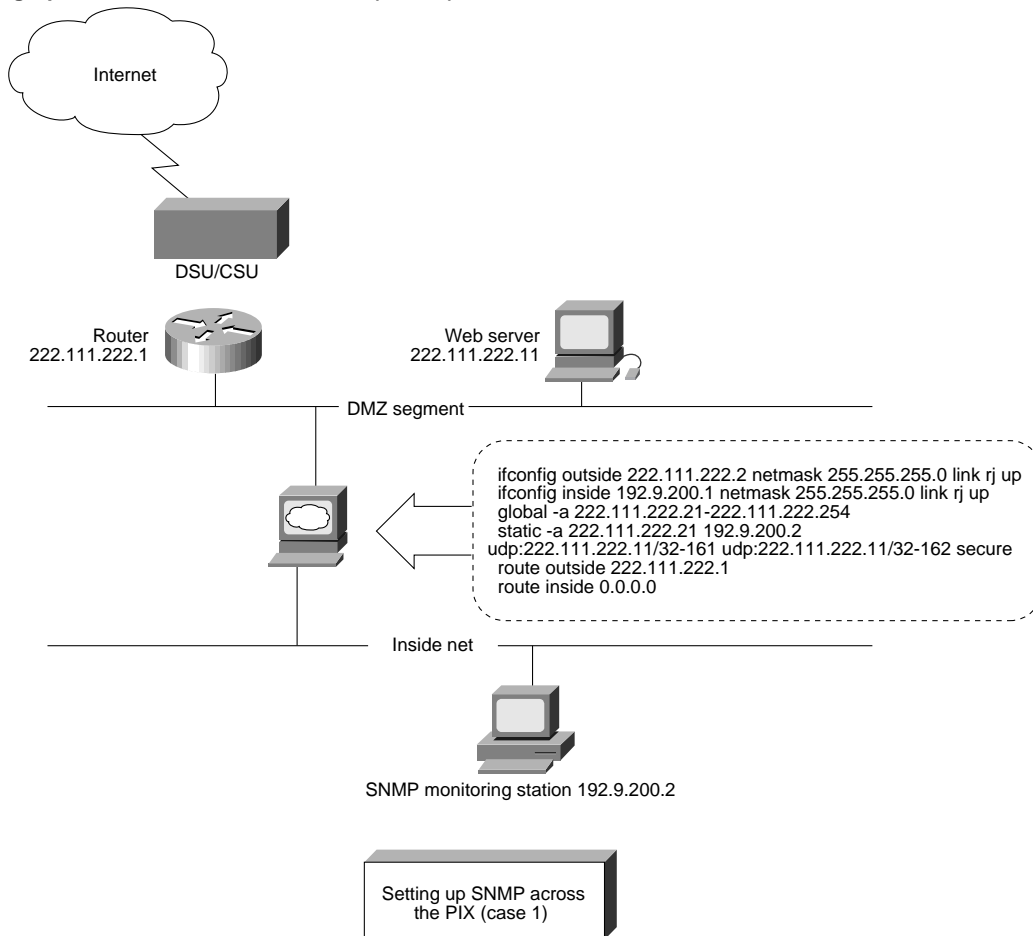 Internet
DSU/CSU
Router
222.111.222.1
Web server
222.111.222.11
DMZ segment
ifconfig outside 222.111.222.2 netmask 255.255.255.0 link rj up
ifconfig inside 192.9.200.1 netmask 255.255.255.0 link rj up
global -a 222.111.222.21-222.111.222.254
static -a 222.111.222.21 192.9.200.2
udp:222.111.222.11/32-161 udp:222.111.222.11/32-162 secure
route outside 222.111.222.1
route inside 0.0.0.0
Inside net
SNMP monitoring station 192.9.200.2
Setting up SNMP across
the PIX (case 1)